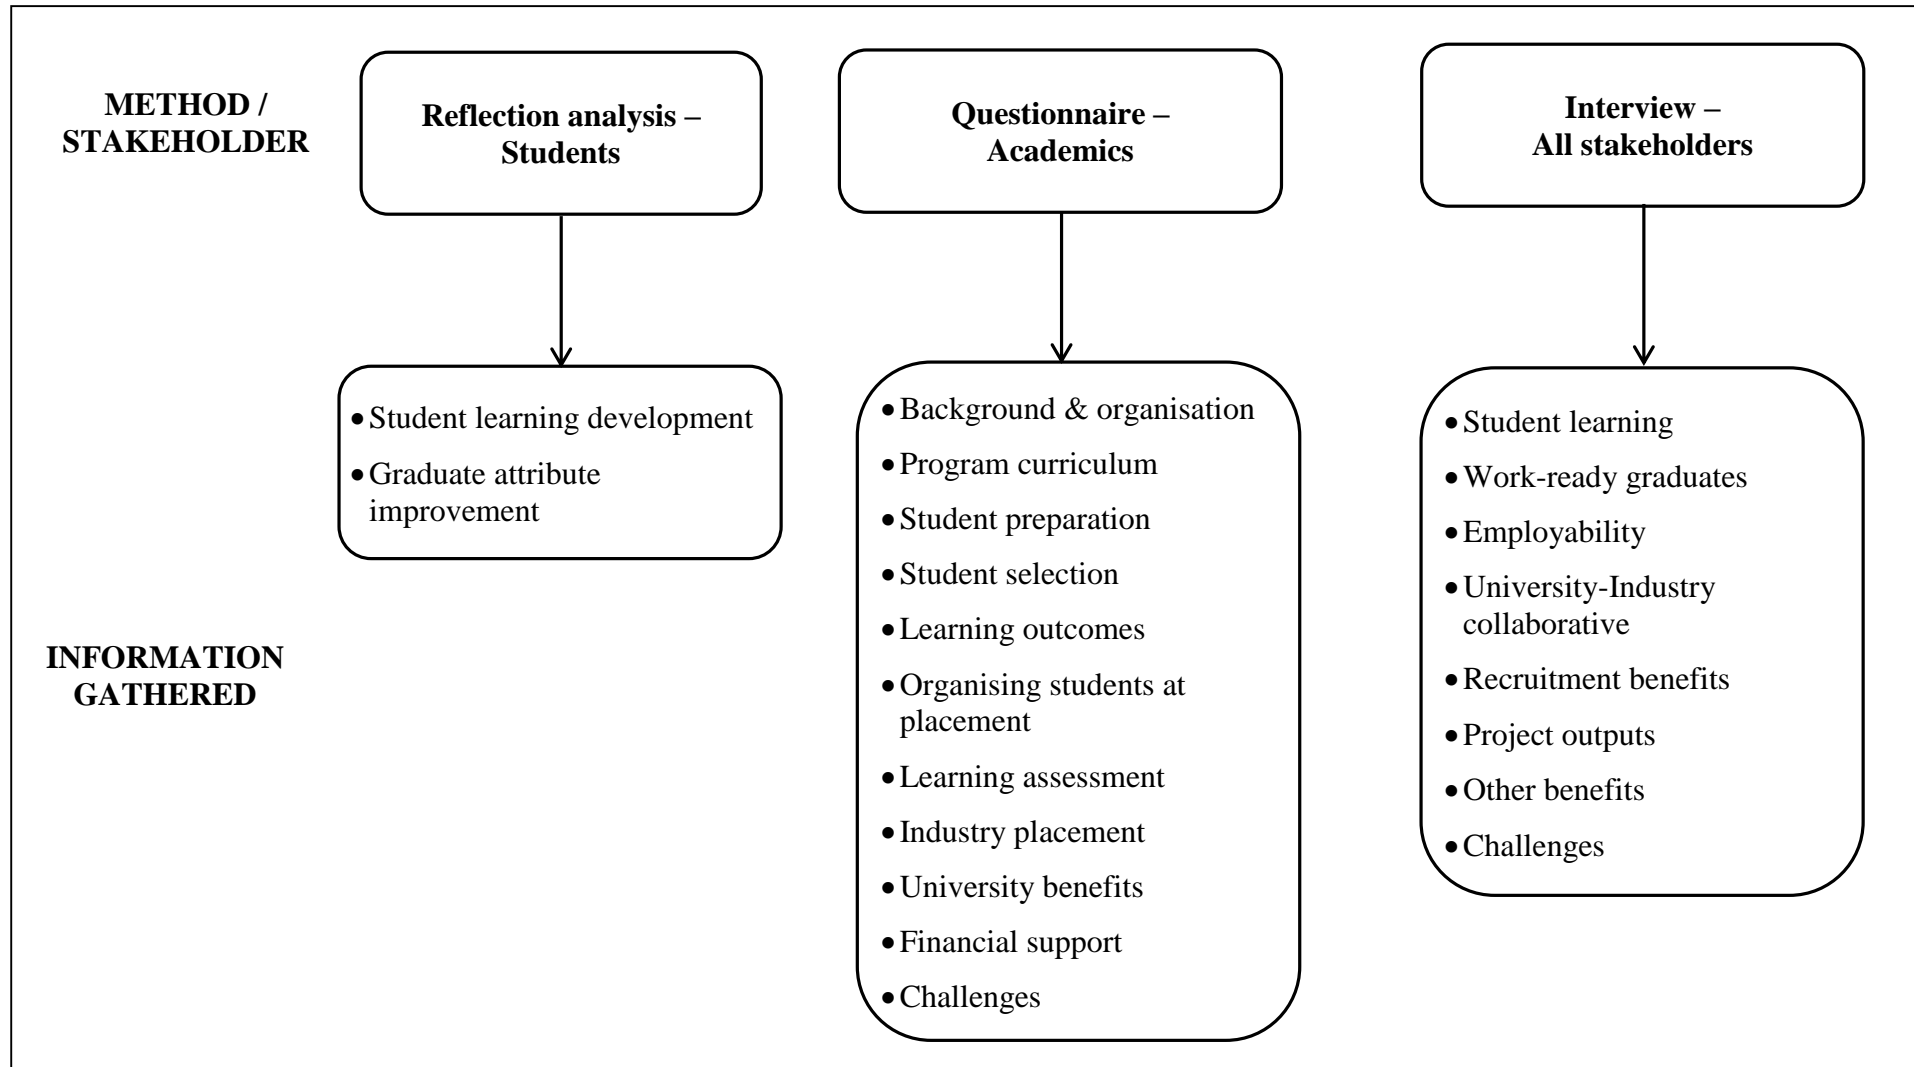 METHOD /
STAKEHOLDER
Reflection analysis –
Students
Questionnaire –
Academics
Interview –
All stakeholders
INFORMATION
GATHERED
•Student learning development
•Graduate attribute
improvement
•Background & organisation
•Program curriculum
•Student preparation
•Student selection
•Learning outcomes
•Organising students at
placement
•Learning assessment
•Industry placement
•University benefits
•Financial support
•Challenges
•Student learning
•Work-ready graduates
•Employability
•University-Industry
collaborative
•Recruitment benefits
•Project outputs
•Other benefits
•Challenges